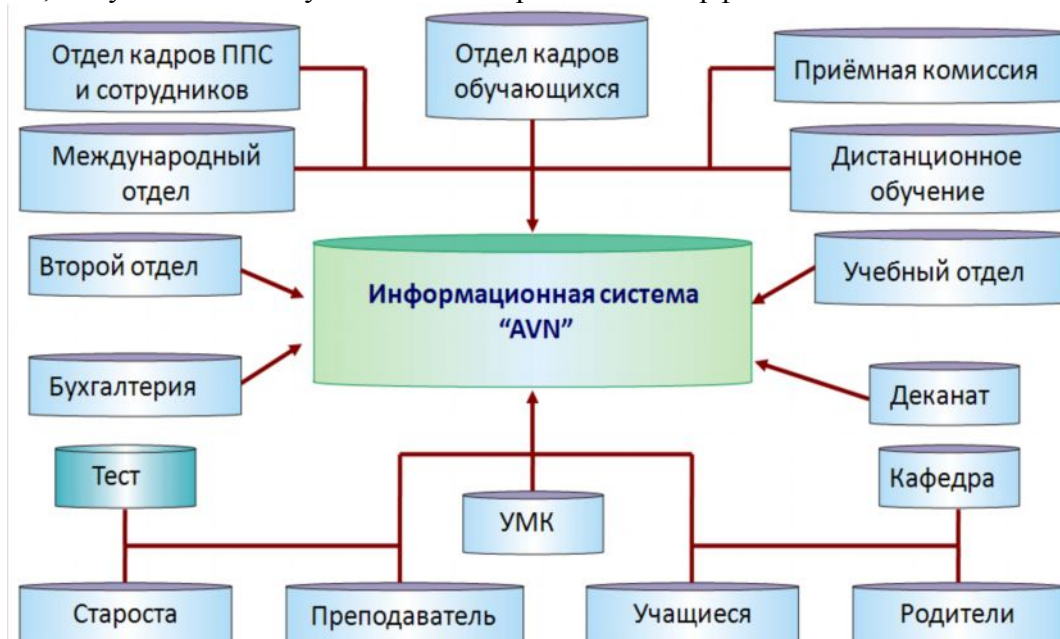 Отдел кадров ППС
и сотрудников
Отдел кадров
обучающихся
Приёмная комиссия
Международный
отдел
Дистанционное
обучение
Второй отдел
Учебный отдел
Информационная система
“AVN”
Бухгалтерия
Деканат
Тест
УМК
Кафедра
Староста
Преподаватель
Учащиеся
Родители